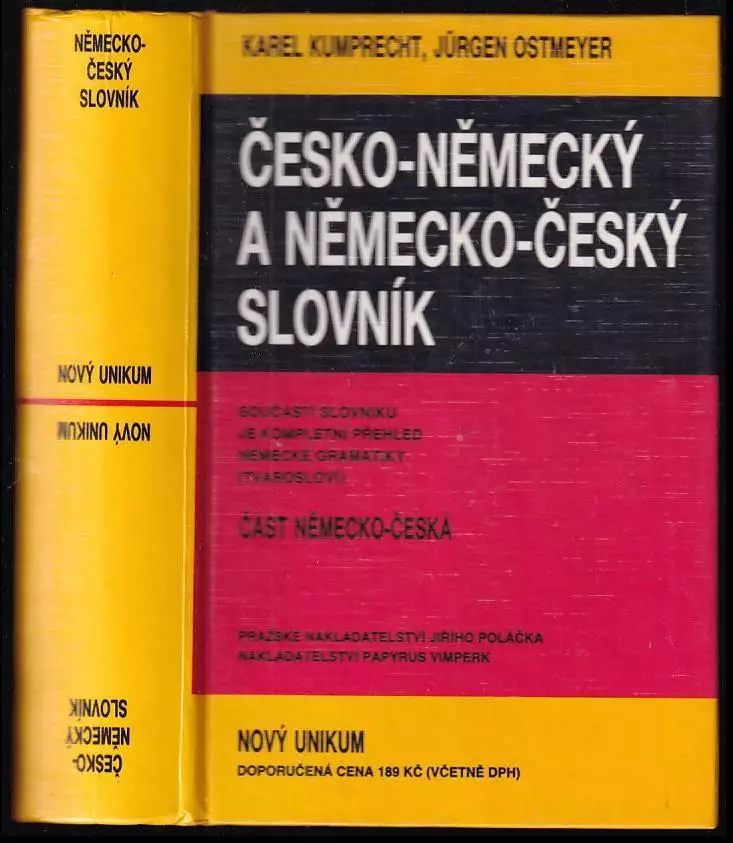 NĚMECKO-
ČESKÝ
SLOVNÍK
NOVÝ UNIKUM
NOVÝ UNIKUM
ČESKO-
NĚMECKÝ
SLOVNÍK
KAREL KUMPRECHT, JÜRGEN OSTMEYER
ČESKO-NĚMECKÝ
A NĚMECKO-ČESKÝ
SLOVNÍK
SOUČÁSTÍ SLOVNÍKU
JE KOMPLETNÍ PŘEHLED
NĚMECKÉ GRAMATIKY
(TVAROSLOVÍ)
ČÁST NĚMECKO-ČESKÁ
PRAŽSKÉ NAKLADATELSTVÍ JIŘÍHO POLÁČKA
NAKLADATELSTVÍ PAPYRUS VIMPERK
NOVÝ UNIKUM
DOPORUČENÁ CENA 189 KČ (VČETNĚ DPH)